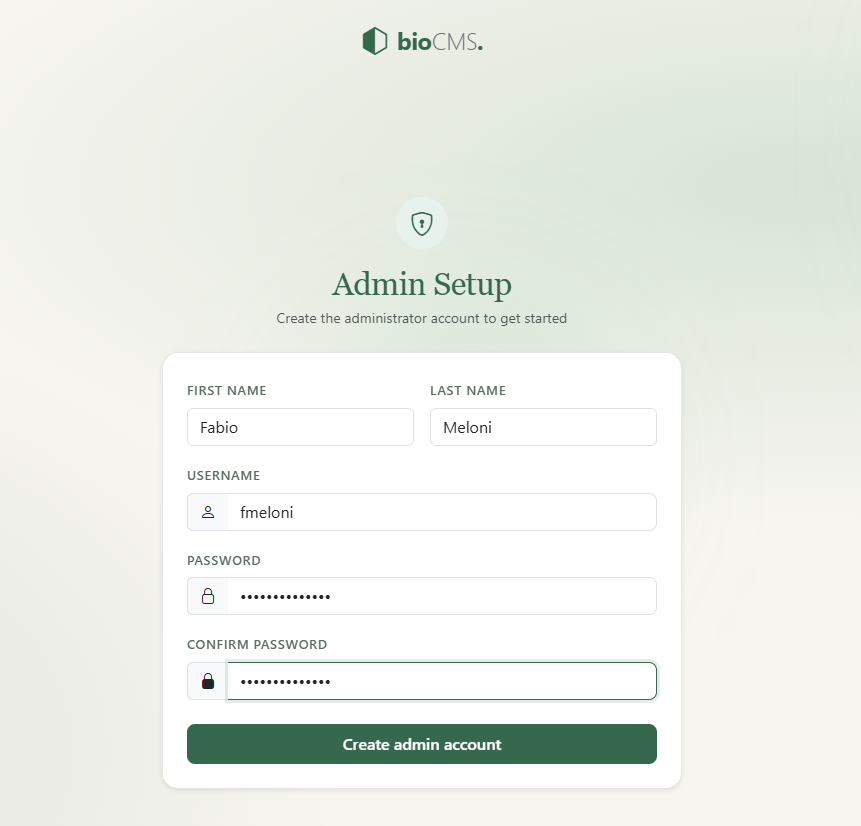 bioCMS.
Admin Setup
Create the administrator account to get started
FIRST NAME
LAST NAME
Fabio
Meloni
USERNAME
fmeloni
PASSWORD
••••••••••••••
CONFIRM PASSWORD
••••••••••••••
Create admin account